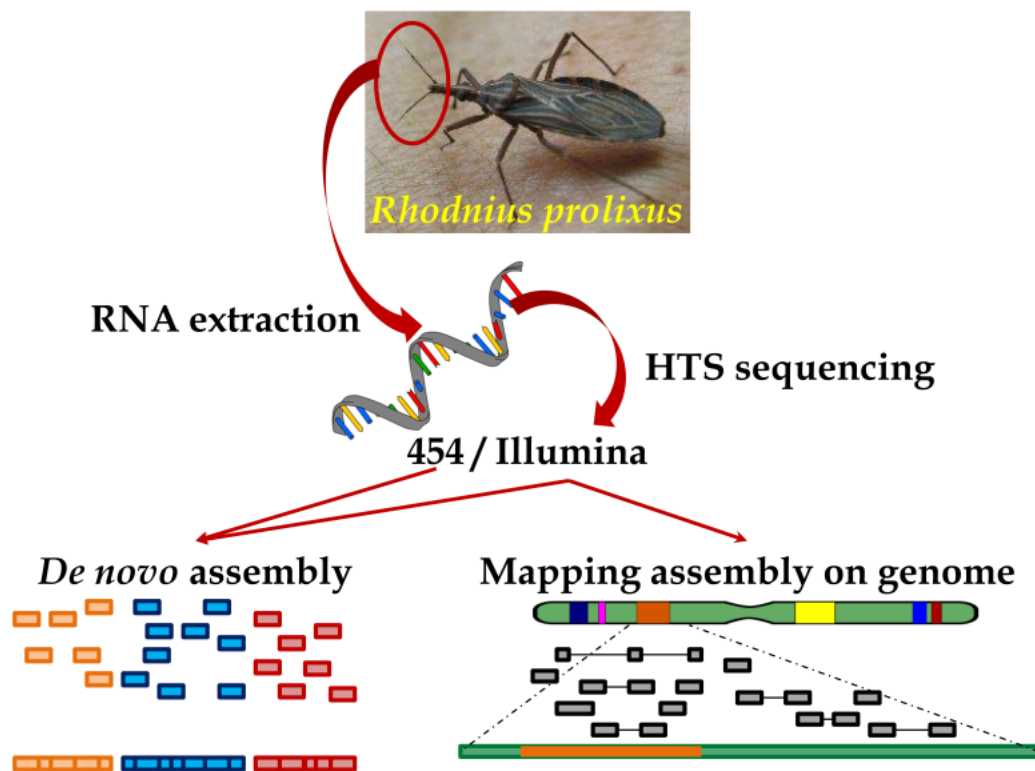 Rhodnius prolixus
RNA extraction
HTS sequencing
454 / Illumina
De novo assembly
Mapping assembly on genome